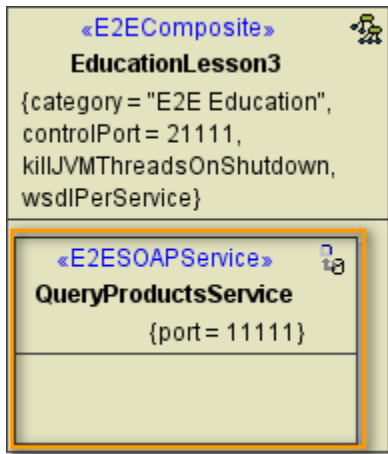 «E2EComposite»
EducationLesson3
{category = "E2E Education",
controlPort = 21111,
killJVMThreadsOnShutdown,
wsdlPerService}
«E2ESOAPService»
QueryProductsService
{port = 11111}